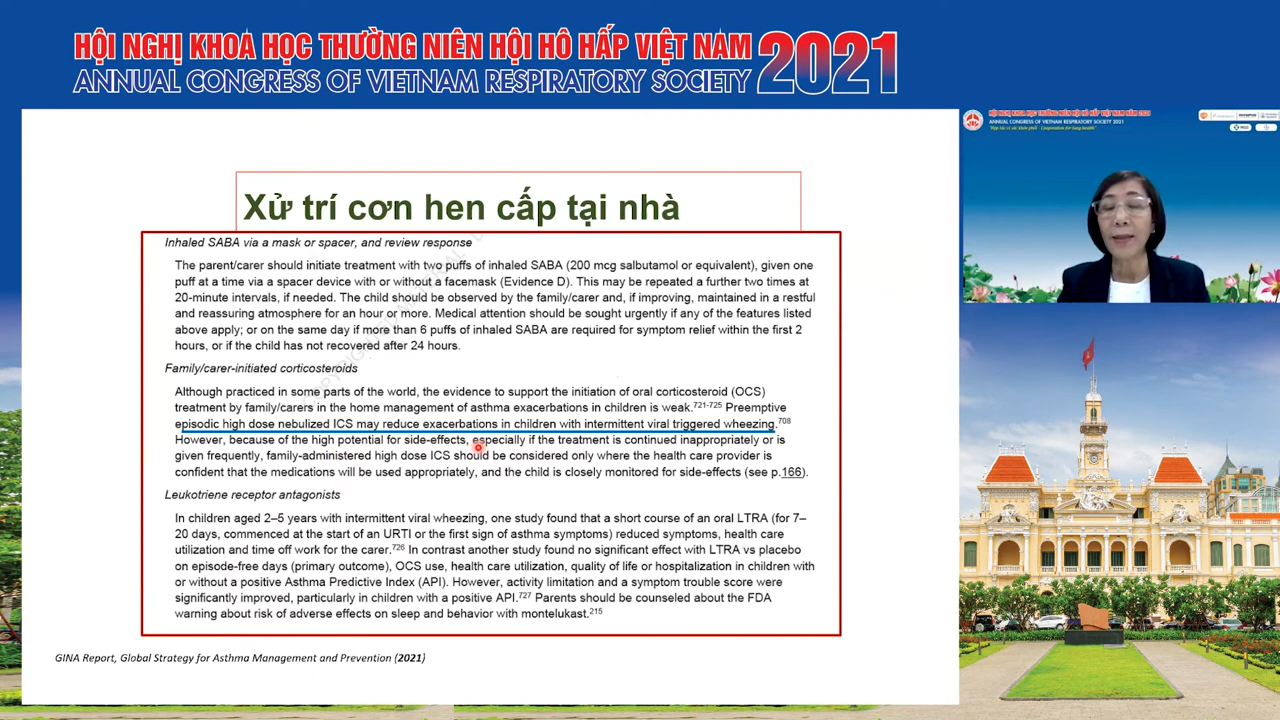 HỘI NGHỊ KHOA HỌC THƯỜNG NIÊN HỘI HÔ HẤP VIỆT NAM 2021
ANNUAL CONGRESS OF VIETNAM RESPIRATORY SOCIETY
ANNUAL CONGRESS OF VIETNAM RESPIRATORY SOCIETY 2021
Xử trí cơn hen cấp tại nhà
Inhaled SABA via a mask or spacer, and review response
The parent/carer should initiate treatment with two puffs of inhaled SABA (200 mcg salbutamol or equivalent), given one
puff at a time via a spacer device with or without a facemask (Evidence D). This may be repeated a further two times at
20-minute intervals, if needed. The child should be observed by the family/carer and, if improving, maintained in a restful
and reassuring atmosphere for an hour or more. Medical attention should be sought urgently if any of the features listed
above apply; or on the same day if more than 6 puffs of inhaled SABA are required for symptom relief within the first 2
hours, or if the child has not recovered after 24 hours.
Family/carer-initiated corticosteroids
Although practiced in some parts of the world, the evidence to support the initiation of oral corticosteroid (OCS)
treatment by family/carers in the home management of asthma exacerbations in children is weak.721-725 Preemptive
episodic high dose nebulized ICS may reduce exacerbations in children with intermittent viral triggered wheezing.708
However, because of the high potential for side-effects, especially if the treatment is continued inappropriately or is
given frequently, family-administered high dose ICS should be considered only where the health care provider is
confident that the medications will be used appropriately, and the child is closely monitored for side-effects (see p.166).
Leukotriene receptor antagonists
In children aged 2–5 years with intermittent viral wheezing, one study found that a short course of an oral LTRA (for 7–
20 days, commenced at the start of an URTI or the first sign of asthma symptoms) reduced symptoms, health care
utilization and time off work for the carer.726 In contrast another study found no significant effect with LTRA vs placebo
on episode-free days (primary outcome), OCS use, health care utilization, quality of life or hospitalization in children with
or without a positive Asthma Predictive Index (API). However, activity limitation and a symptom trouble score were
significantly improved, particularly in children with a positive API.727 Parents should be counseled about the FDA
warning about risk of adverse effects on sleep and behavior with montelukast.215
GINA Report, Global Strategy for Asthma Management and Prevention (2021)